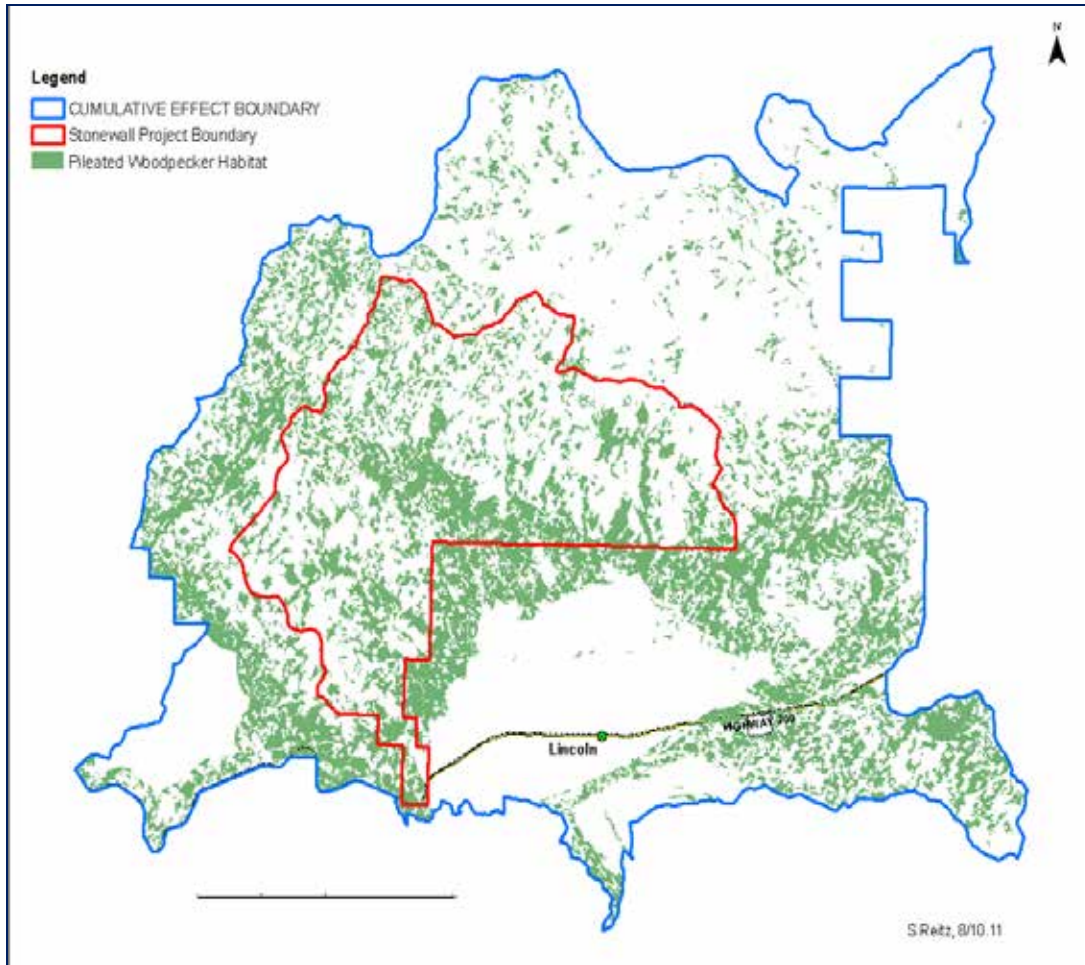 N
Legend
CUMULATIVE EFFECT BOUNDARY
Stonewall Project Boundary
Pileated Woodpecker Habitat
HIGHWAY 200
Lincoln
S.Reitz, 8/10.11